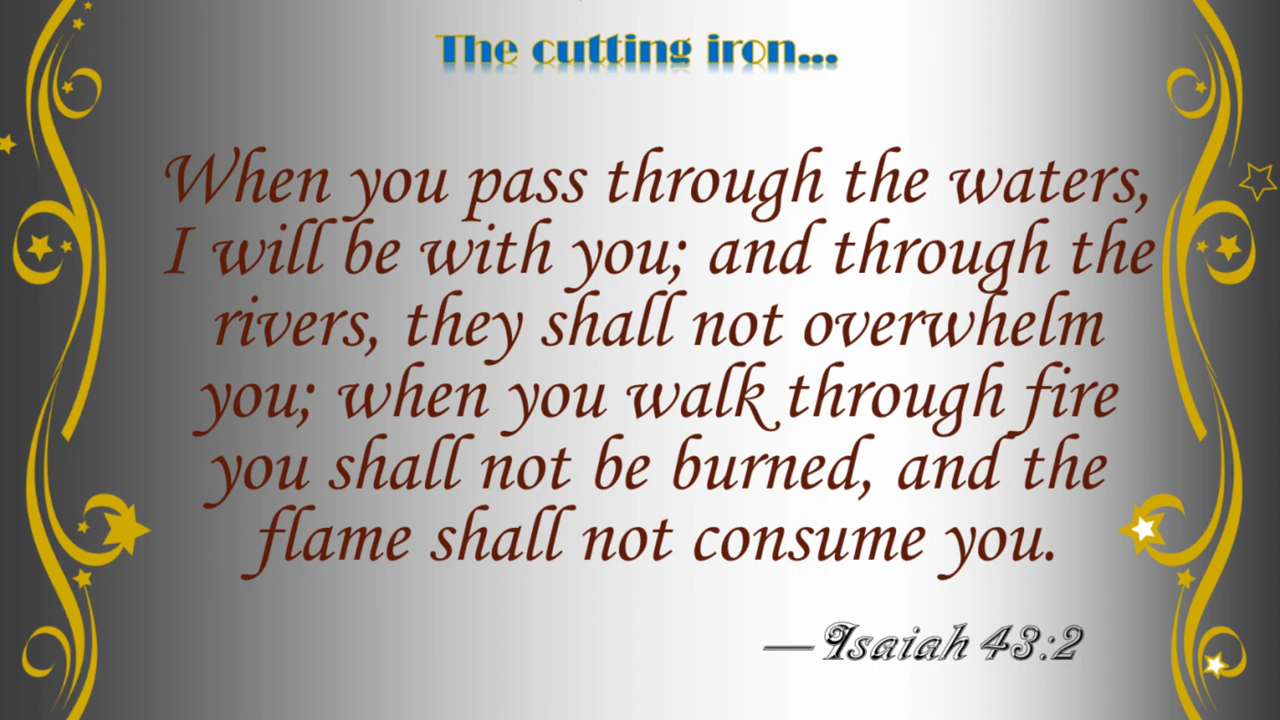 The cutting iron...
When you pass through the waters,
I will be with you; and through the
rivers, they shall not overwhelm
you; when you walk through fire
you shall not be burned, and the
flame shall not consume you.
—Isaiah 43:2